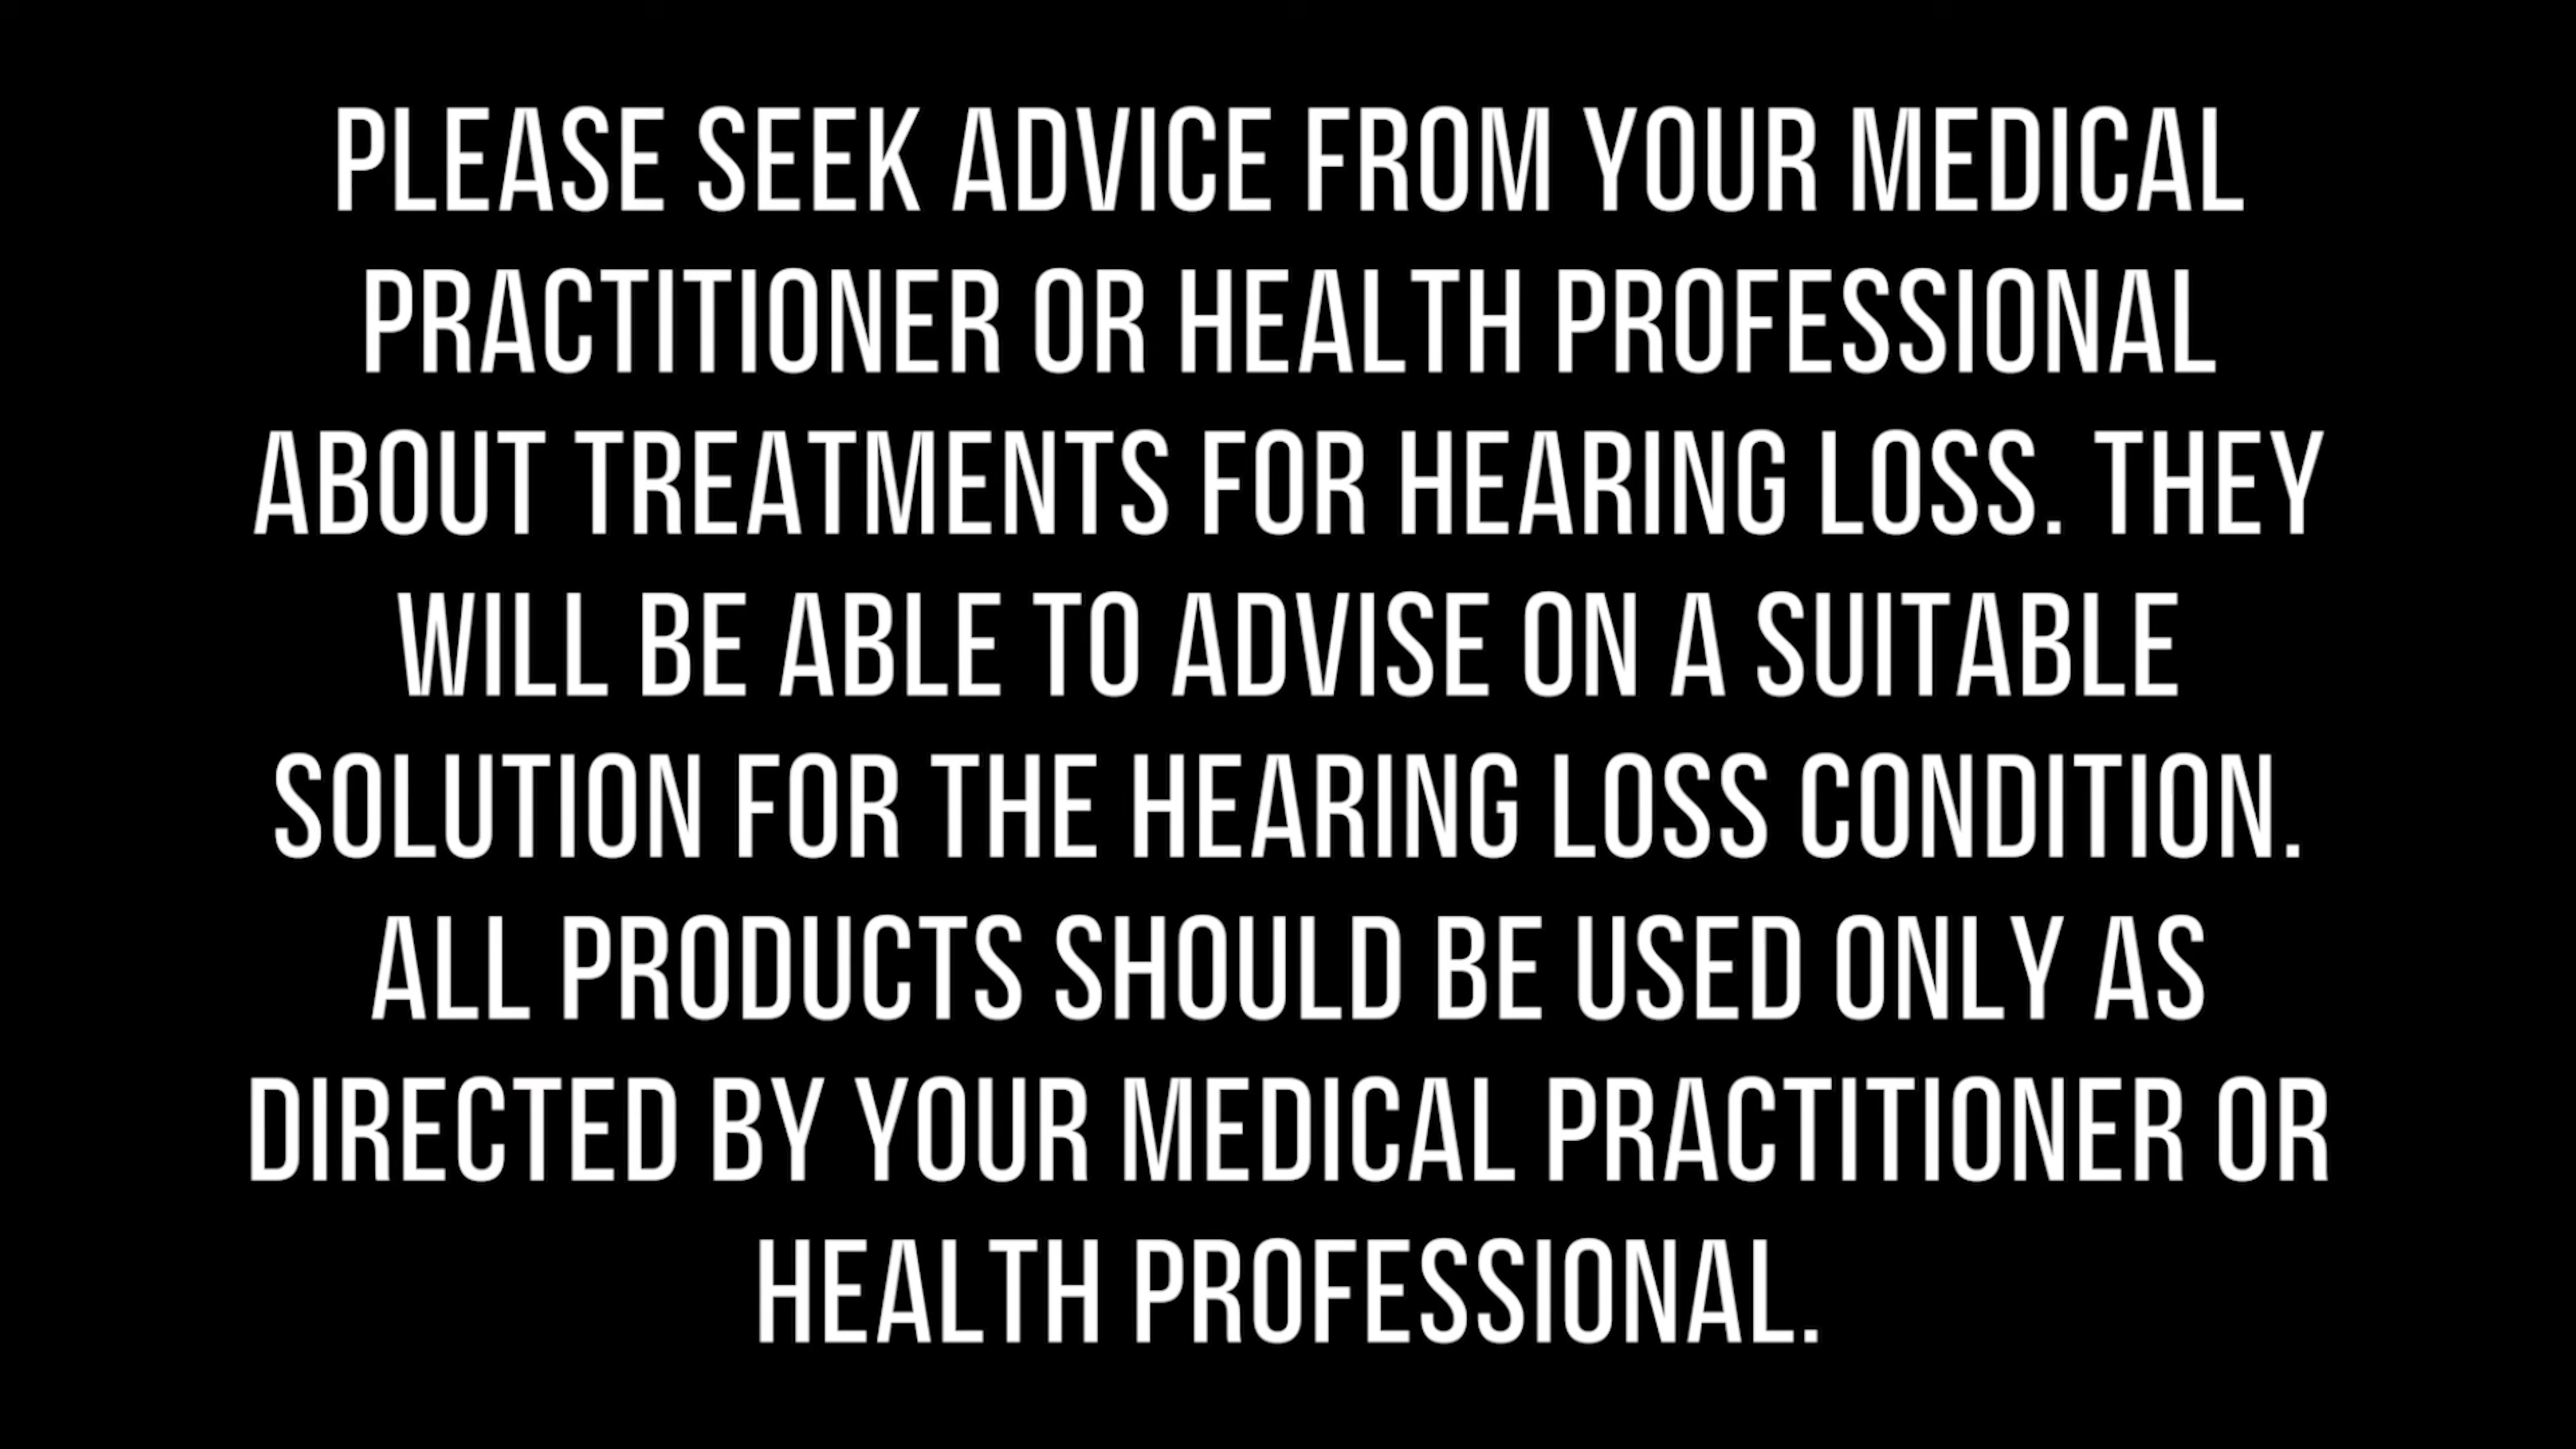 PLEASE SEEK ADVICE FROM YOUR MEDICAL
PRACTITIONER OR HEALTH PROFESSIONAL
ABOUT TREATMENTS FOR HEARING LOSS. THEY
WILL BE ABLE TO ADVISE ON A SUITABLE
SOLUTION FOR THE HEARING LOSS CONDITION.
ALL PRODUCTS SHOULD BE USED ONLY AS
DIRECTED BY YOUR MEDICAL PRACTITIONER OR
HEALTH PROFESSIONAL.